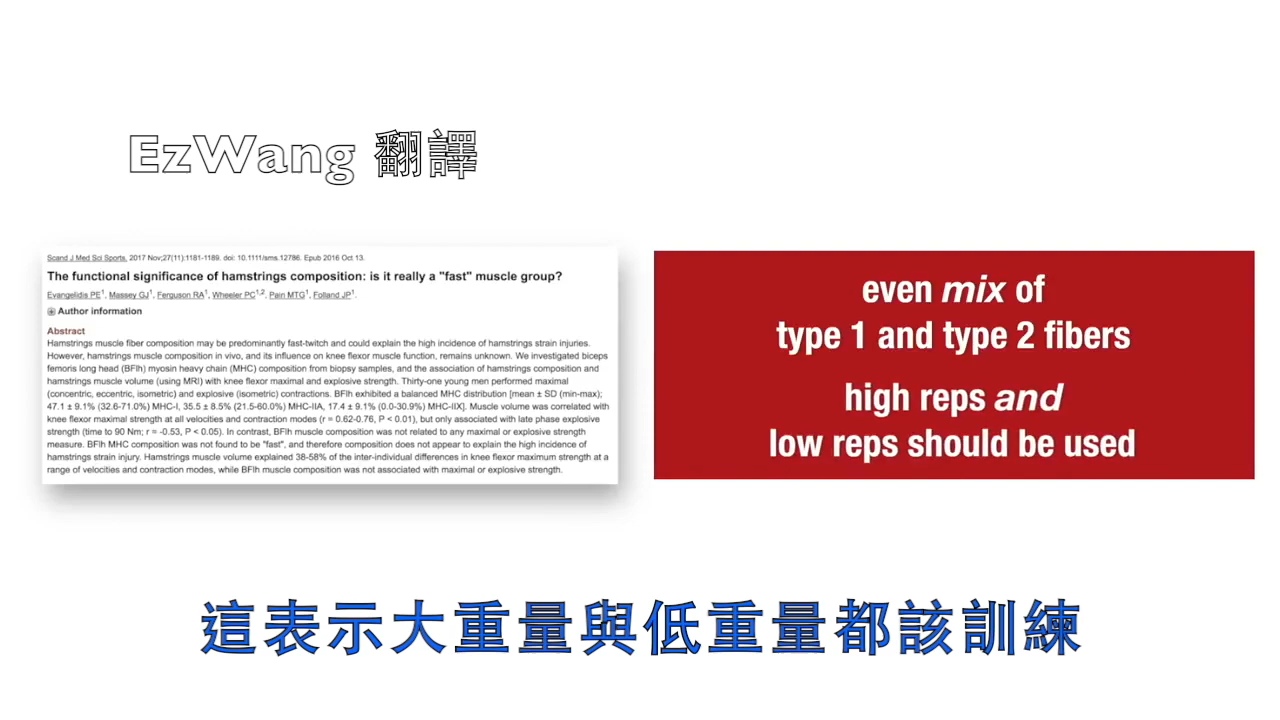 EzWang 翻譯
Scand J Med Sci Sports. 2017 Nov;27(11):1181-1189. doi: 10.1111/sms.12786. Epub 2016 Oct 13.
The functional significance of hamstrings composition: is it really a "fast" muscle group?
Evangelidis PE1, Massey GJ1, Ferguson RA1, Wheeler PC1,2, Pain MTG1, Folland JP1.
Author information
Abstract
Hamstrings muscle fiber composition may be predominantly fast-twitch and could explain the high incidence of hamstrings strain injuries.
However, hamstrings muscle composition in vivo, and its influence on knee flexor muscle function, remains unknown. We investigated biceps
femoris long head (BFlh) myosin heavy chain (MHC) composition from biopsy samples, and the association of hamstrings composition and
hamstrings muscle volume (using MRI) with knee flexor maximal and explosive strength. Thirty-one young men performed maximal
(concentric, eccentric, isometric) and explosive (isometric) contractions. BFlh exhibited a balanced MHC distribution [mean ± SD (min-max);
47.1 ± 9.1% (32.6-71.0%) MHC-I, 35.5 ± 8.5% (21.5-60.0%) MHC-IIA, 17.4 ± 9.1% (0.0-30.9%) MHC-IIX]. Muscle volume was correlated with
knee flexor maximal strength at all velocities and contraction modes (r = 0.62-0.76, P < 0.01), but only associated with late phase explosive
strength (time to 90 Nm; r = -0.53, P < 0.05). In contrast, BFlh muscle composition was not related to any maximal or explosive strength
measure. BFlh MHC composition was not found to be "fast", and therefore composition does not appear to explain the high incidence of
hamstrings strain injury. Hamstrings muscle volume explained 38-58% of the inter-individual differences in knee flexor maximum strength at a
range of velocities and contraction modes, while BFlh muscle composition was not associated with maximal or explosive strength.
even mix of
type 1 and type 2 fibers
high reps and
low reps should be used
這表示大重量與低重量都該訓練